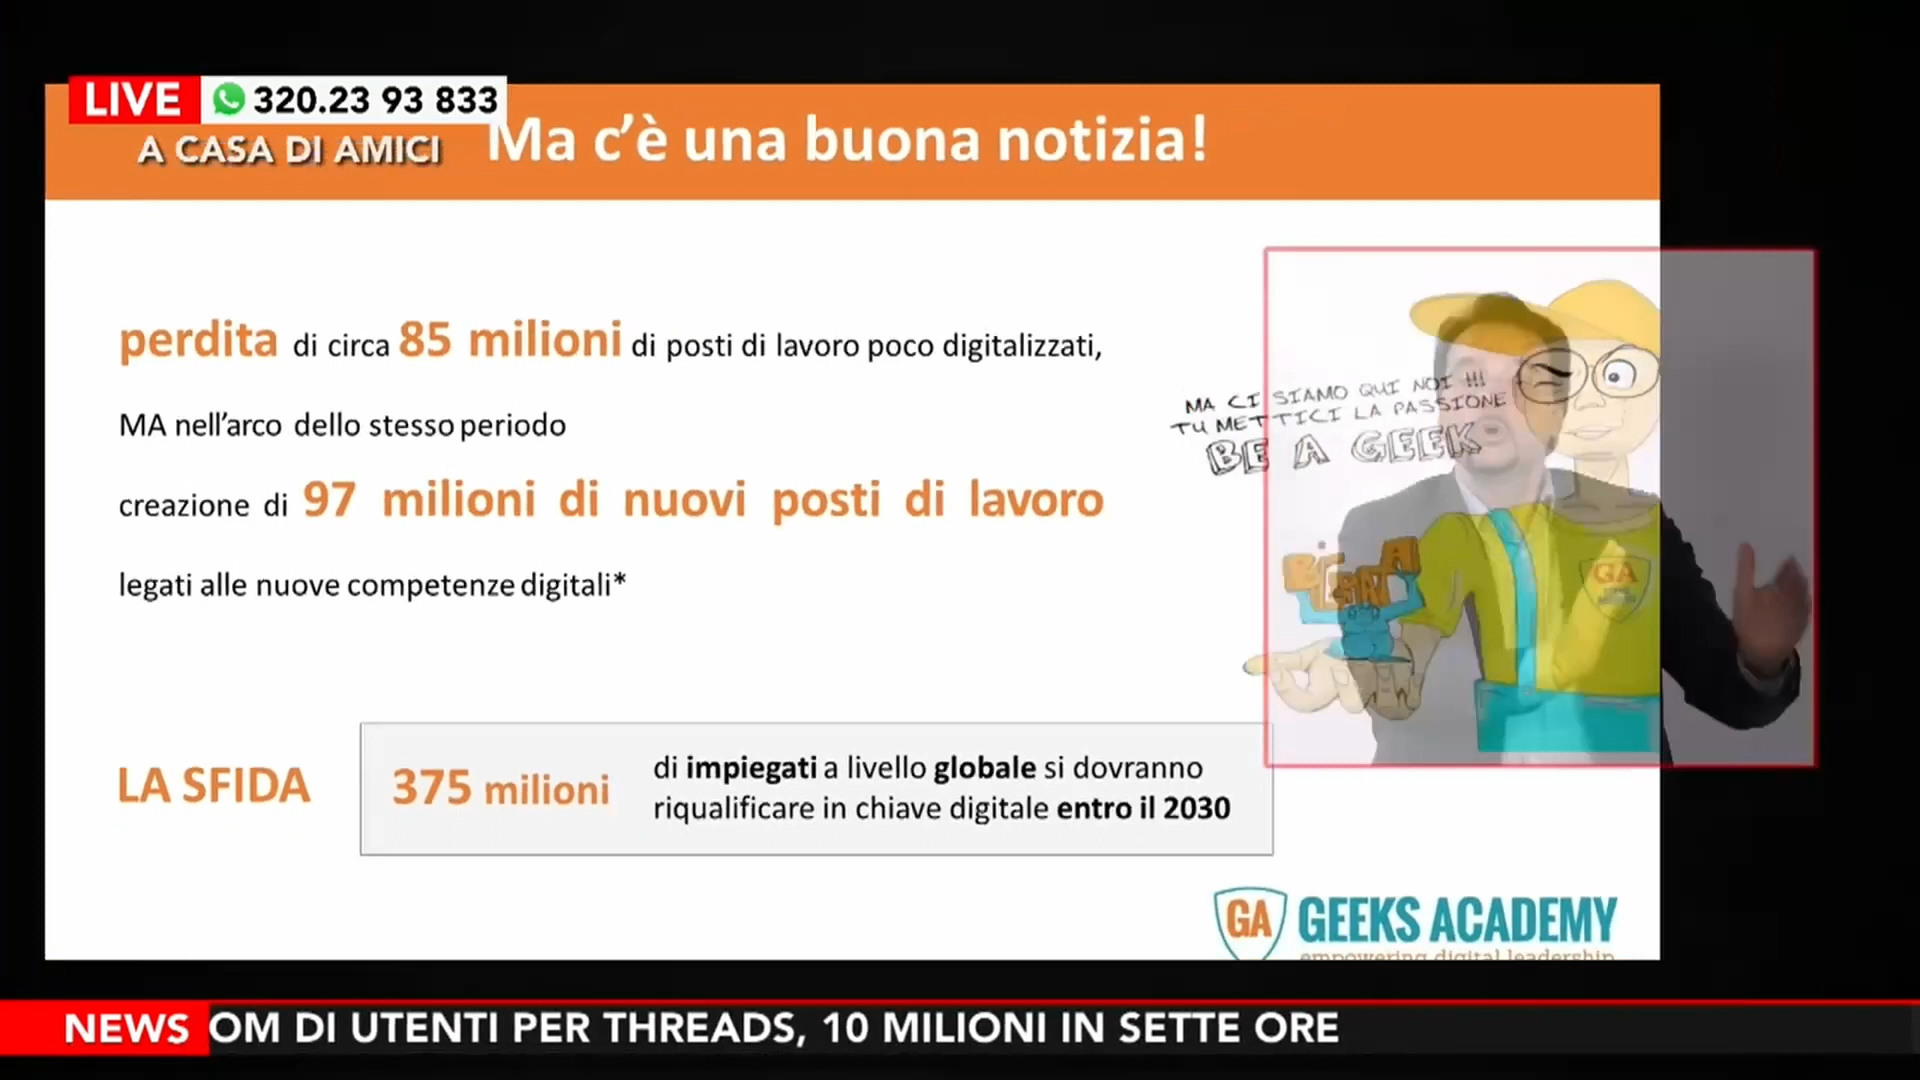 LIVE 320.23 93 833
A CASA DI AMICI
Ma c'è una buona notizia!
perdita di circa 85 milioni di posti di lavoro poco digitalizzati,
MA nell'arco dello stesso periodo
creazione di 97 milioni di nuovi posti di lavoro
legati alle nuove competenze digitali*
MA CI SIAMO QUI NOI !!!
TU METTICI LA PASSIONE
BE A GEEK
GA
LA SFIDA
375 milioni
di impiegati a livello globale si dovranno
riqualificare in chiave digitale entro il 2030
GA GEEKS ACADEMY
empowering digital leadership
NEWS OM DI UTENTI PER THREADS, 10 MILIONI IN SETTE ORE